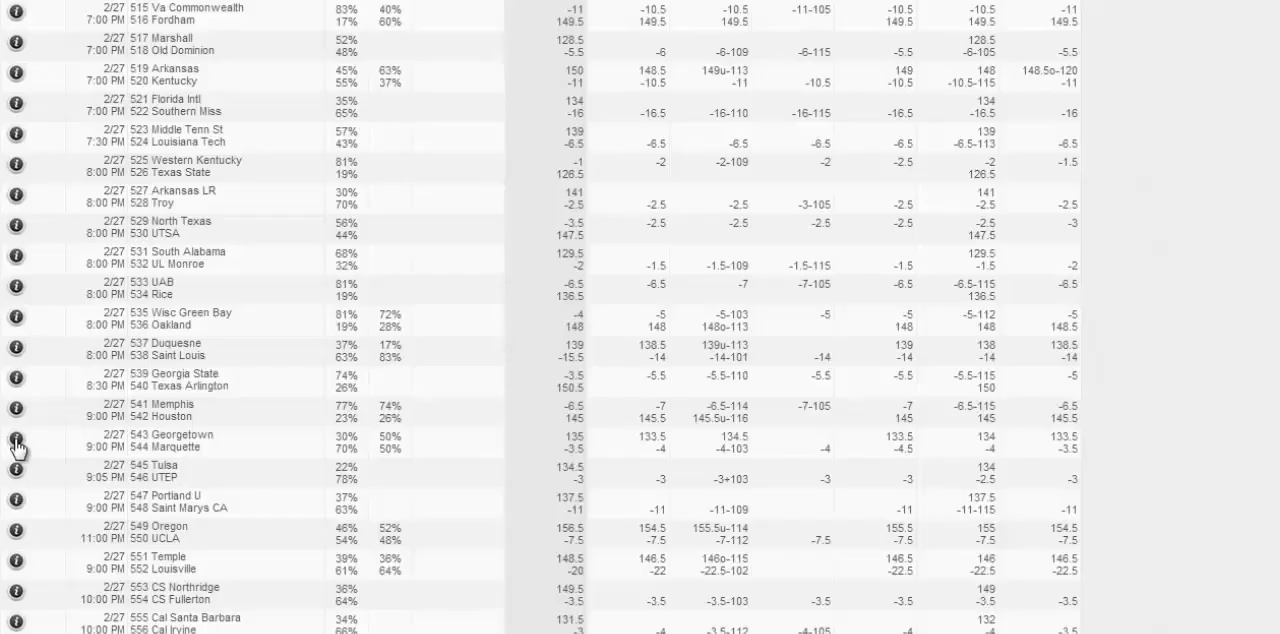 2/27 515 Va Commonwealth 83% 40% -11 -10.5 -10.5 -11-105 -10.5 -10.5 -11
7:00 PM 516 Fordham 17% 60% 149.5 149.5 149.5 149.5 149.5 149.5
2/27 517 Marshall 52% 128.5 128.5
7:00 PM 518 Old Dominion 48% -5.5 -6 -6-109 -6-115 -5.5 -6-105 -5.5
2/27 519 Arkansas 45% 63% 150 148.5 149u-113 149 148 148.5o-120
7:00 PM 520 Kentucky 55% 37% -11 -10.5 -11 -10.5 -10.5 -10.5-115 -11
2/27 521 Florida Intl 35% 134 134
7:00 PM 522 Southern Miss 65% -16 -16.5 -16-110 -16-115 -16.5 -16.5 -16
2/27 523 Middle Tenn St 57% 139 139
7:30 PM 524 Louisiana Tech 43% -6.5 -6.5 -6.5 -6.5 -6.5 -6.5-113 -6.5
2/27 525 Western Kentucky 81% -1 -2 -2-109 -2 -2.5 -2 -1.5
8:00 PM 526 Texas State 19% 126.5 126.5
2/27 527 Arkansas LR 30% 141 141
8:00 PM 528 Troy 70% -2.5 -2.5 -2.5 -3-105 -2.5 -2.5 -2.5
2/27 529 North Texas 56% -3.5 -2.5 -2.5 -2.5 -2.5 -2.5 -3
8:00 PM 530 UTSA 44% 147.5 147.5
2/27 531 South Alabama 68% 129.5 129.5
8:00 PM 532 UL Monroe 32% -2 -1.5 -1.5-109 -1.5-115 -1.5 -1.5 -2
2/27 533 UAB 81% -6.5 -6.5 -7 -7-105 -6.5 -6.5-115 -6.5
8:00 PM 534 Rice 19% 136.5 136.5
2/27 535 Wisc Green Bay 81% 72% -4 -5 -5-103 -5 -5 -5-112 -5
8:00 PM 536 Oakland 19% 28% 148 148 148o-113 148 148 148.5
2/27 537 Duquesne 37% 17% 139 138.5 139u-113 139 138 138.5
8:00 PM 538 Saint Louis 63% 83% -15.5 -14 -14-101 -14 -14 -14 -14
2/27 539 Georgia State 74% -3.5 -5.5 -5.5-110 -5.5 -5.5 -5.5-115 -5
8:30 PM 540 Texas Arlington 26% 150.5 150
2/27 541 Memphis 77% 74% -6.5 -7 -6.5-114 -7-105 -7 -6.5-115 -6.5
9:00 PM 542 Houston 23% 26% 145 145.5 145.5u-116 145 145 145.5
2/27 543 Georgetown 30% 50% 135 133.5 134.5 133.5 134 133.5
9:00 PM 544 Marquette 70% 50% -3.5 -4 -4-103 -4 -4.5 -4 -3.5
2/27 545 Tulsa 22% 134.5 134
9:05 PM 546 UTEP 78% -3 -3 -3+103 -3 -3 -2.5 -3
2/27 547 Portland U 37% 137.5 137.5
9:00 PM 548 Saint Marys CA 63% -11 -11 -11-109 -11 -11-115 -11
2/27 549 Oregon 46% 52% 156.5 154.5 155.5u-114 155.5 155 154.5
11:00 PM 550 UCLA 54% 48% -7.5 -7.5 -7-112 -7.5 -7.5 -7.5 -7.5
2/27 551 Temple 39% 36% 148.5 146.5 146o-115 146.5 146 146.5
9:00 PM 552 Louisville 61% 64% -20 -22 -22.5-102 -22.5 -22.5 -22.5
2/27 553 CS Northridge 36% 149.5 149
10:00 PM 554 CS Fullerton 64% -3.5 -3.5 -3.5-103 -3.5 -3.5 -3.5 -3.5
2/27 555 Cal Santa Barbara 34% 131.5 132
10:00 PM 556 Cal Irvine 66% -3 -4 -3.5-112 -4-105 -4 -4 -3.5